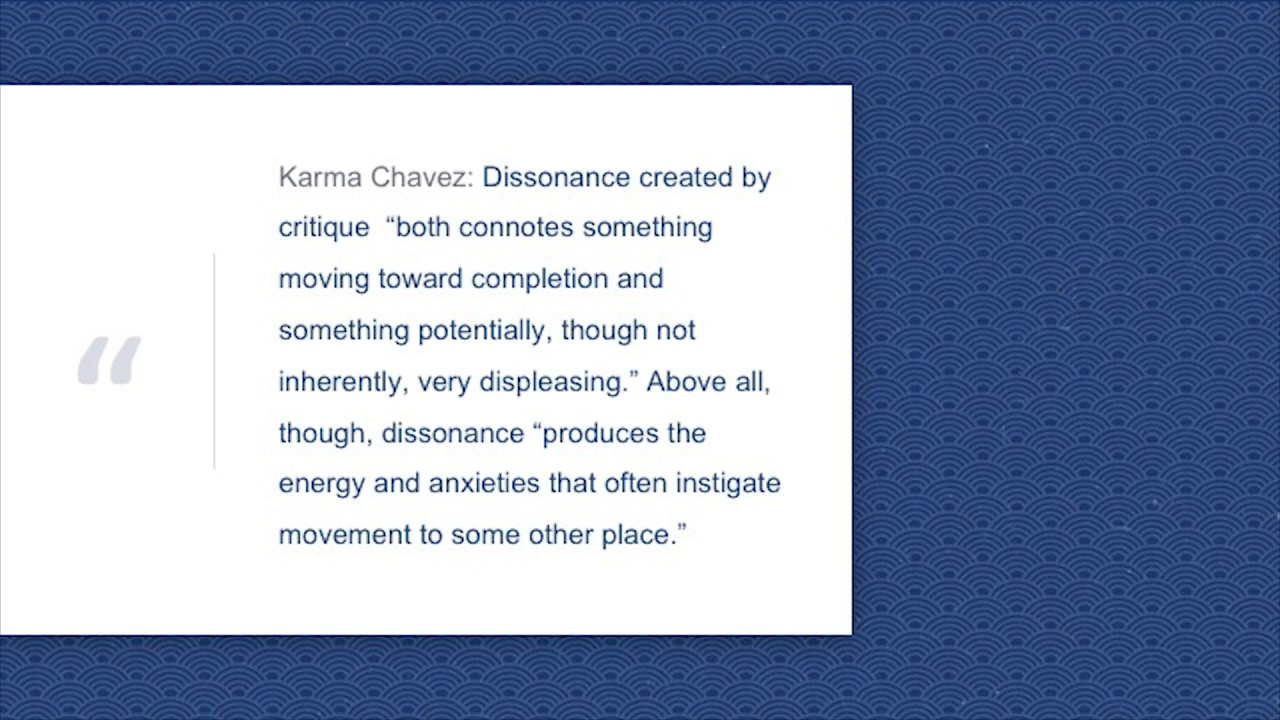 Karma Chavez: Dissonance created by
critique  “both connotes something
moving toward completion and
something potentially, though not
inherently, very displeasing.” Above all,
though, dissonance “produces the
energy and anxieties that often instigate
movement to some other place.”